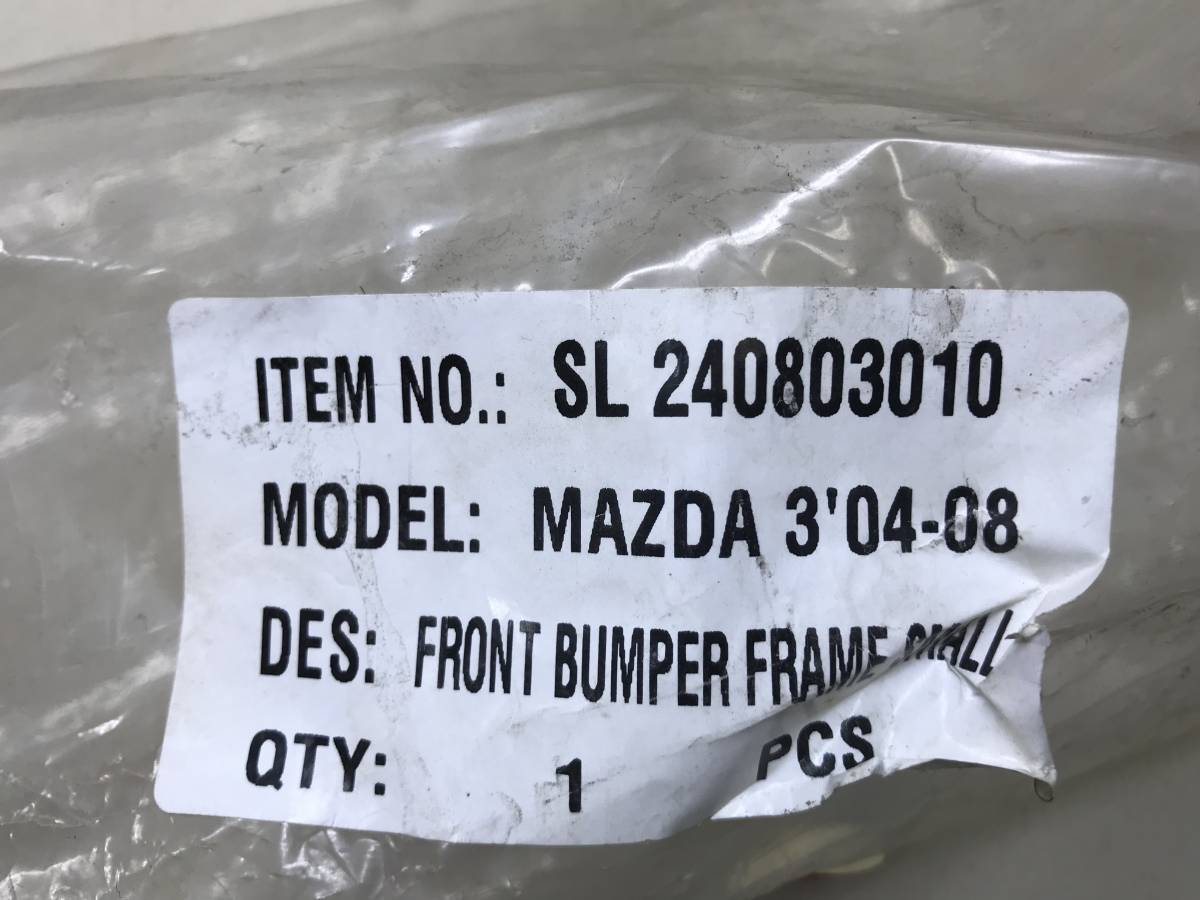 ITEM NO.: SL 240803010
MODEL: MAZDA 3'04-08
DES: FRONT BUMPER FRAME
QTY: 1 PCS